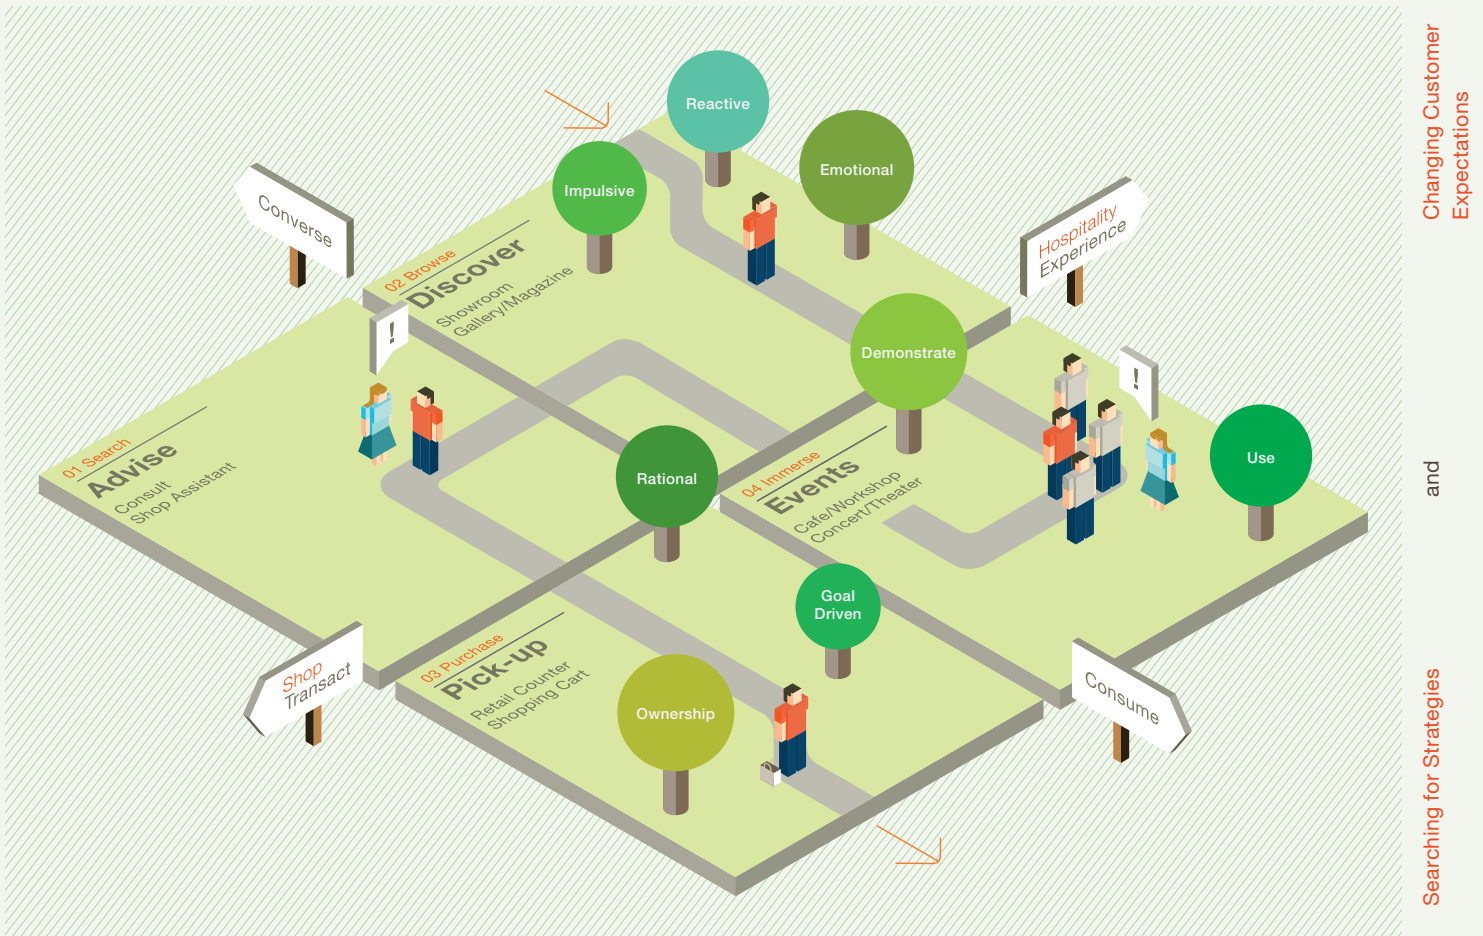 Reactive
Emotional
Impulsive
Converse
Hospitality
Experience
02 Browse
Discover
Showroom
Gallery/Magazine
!
Demonstrate
!
01 Search
Advise
Consult
Shop Assistant
Rational
04 Immerse
Events
Cafe/Workshop
Concert/Theater
Use
Goal
Driven
03 Purchase
Pick-up
Retail Counter
Shopping Cart
Shop
Transact
Ownership
Consume
Changing Customer
Expectations
and
Searching for Strategies